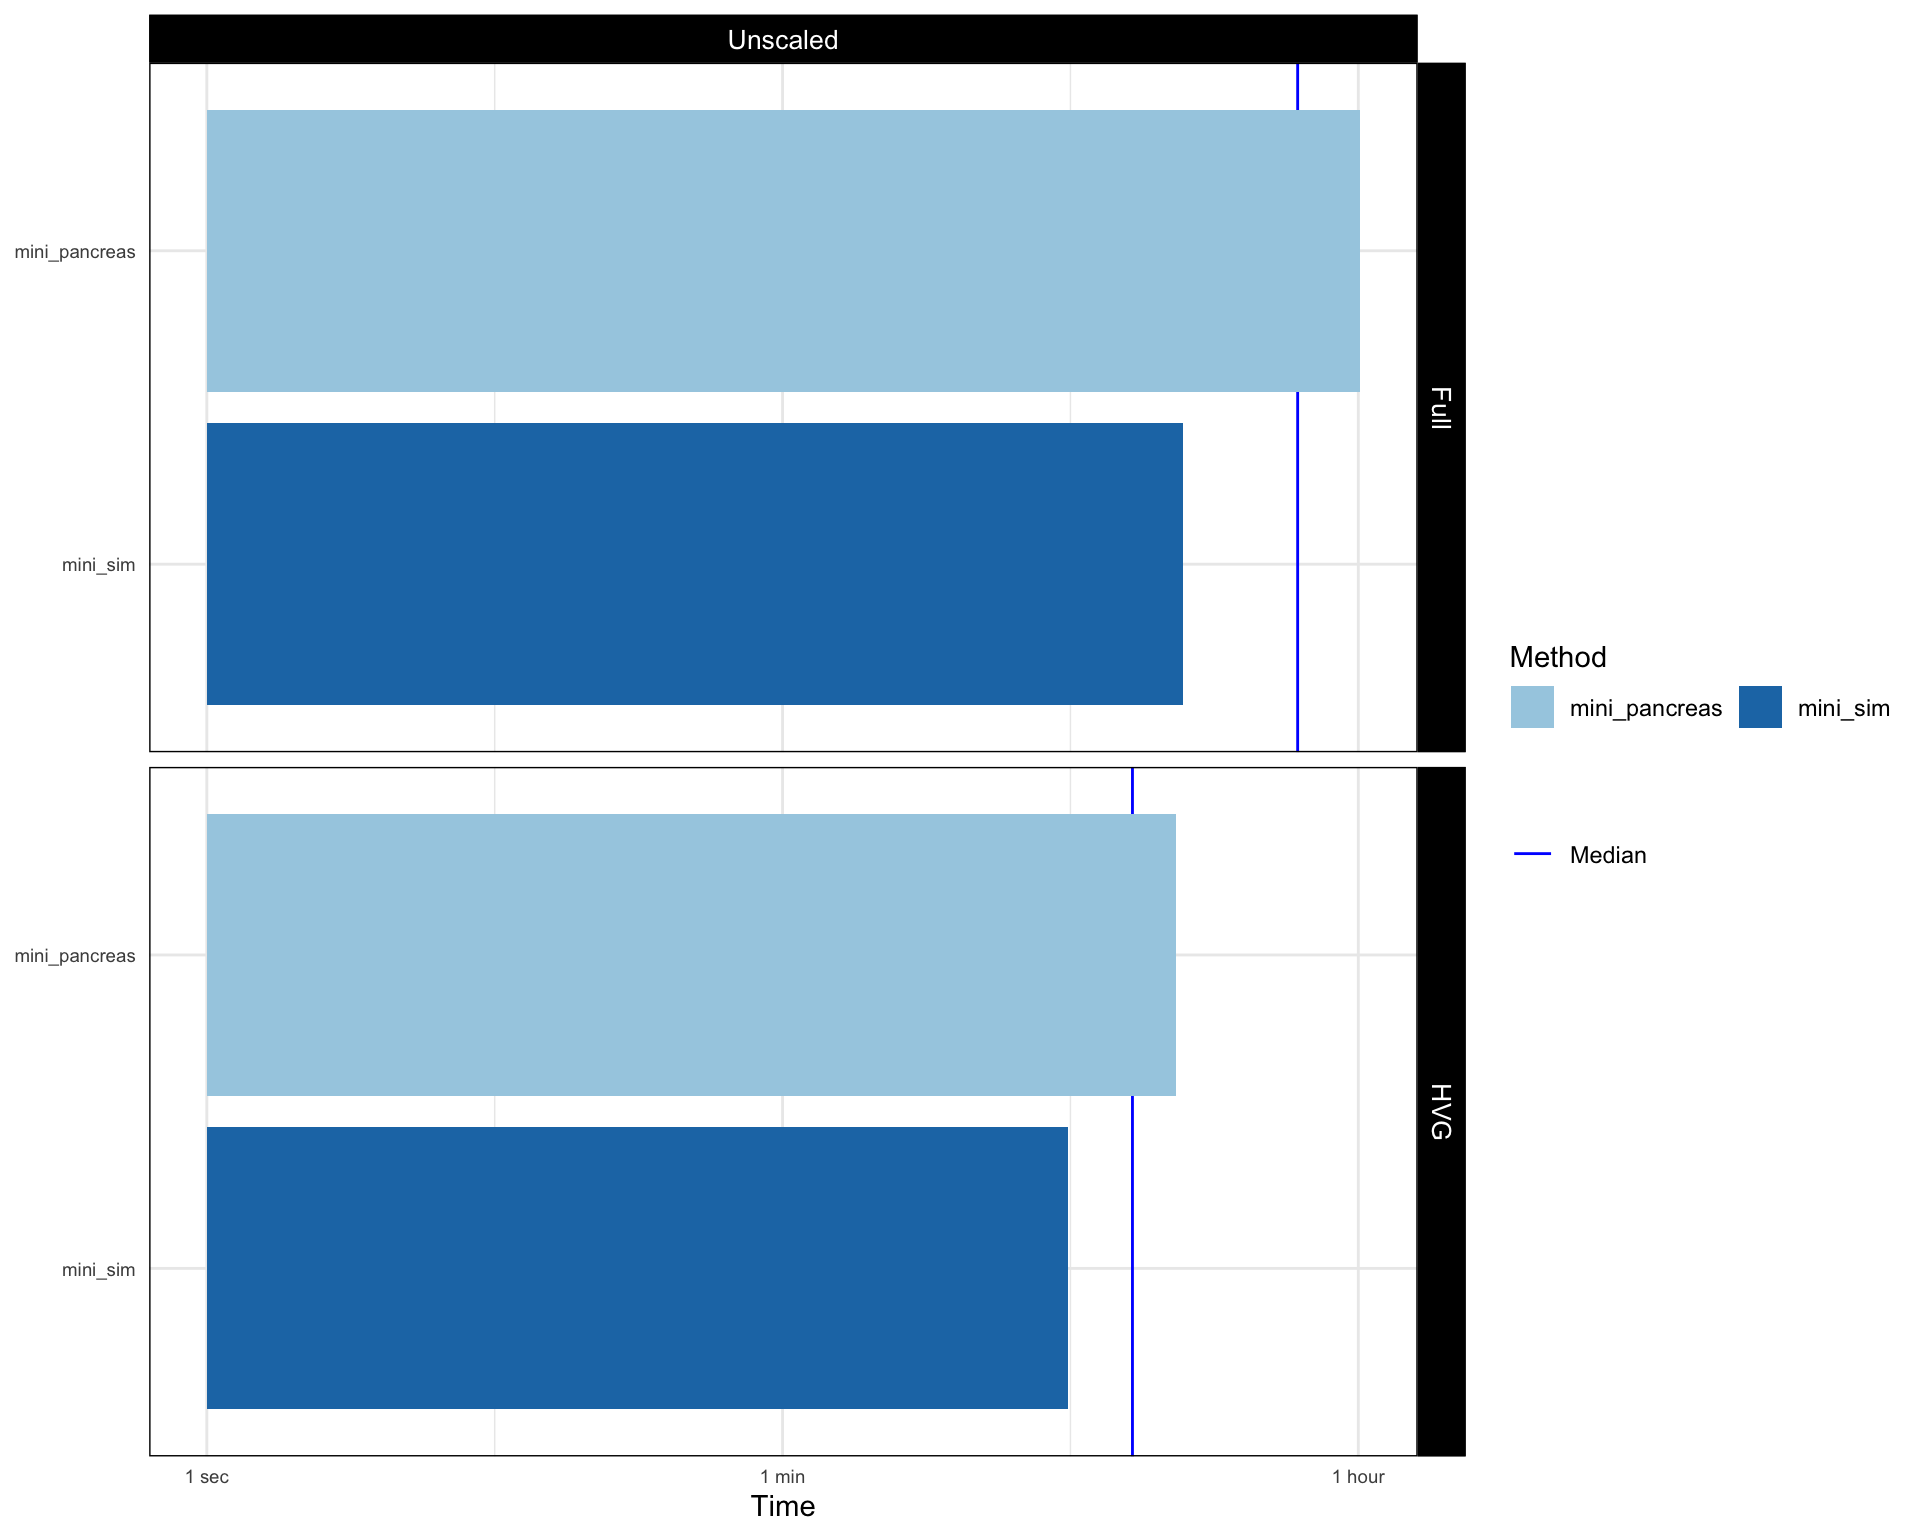 Unscaled
mini_pancreas
mini_sim
Full
mini_pancreas
mini_sim
HVG
1 sec
1 min
1 hour
Time
Method
mini_pancreas
mini_sim
Median